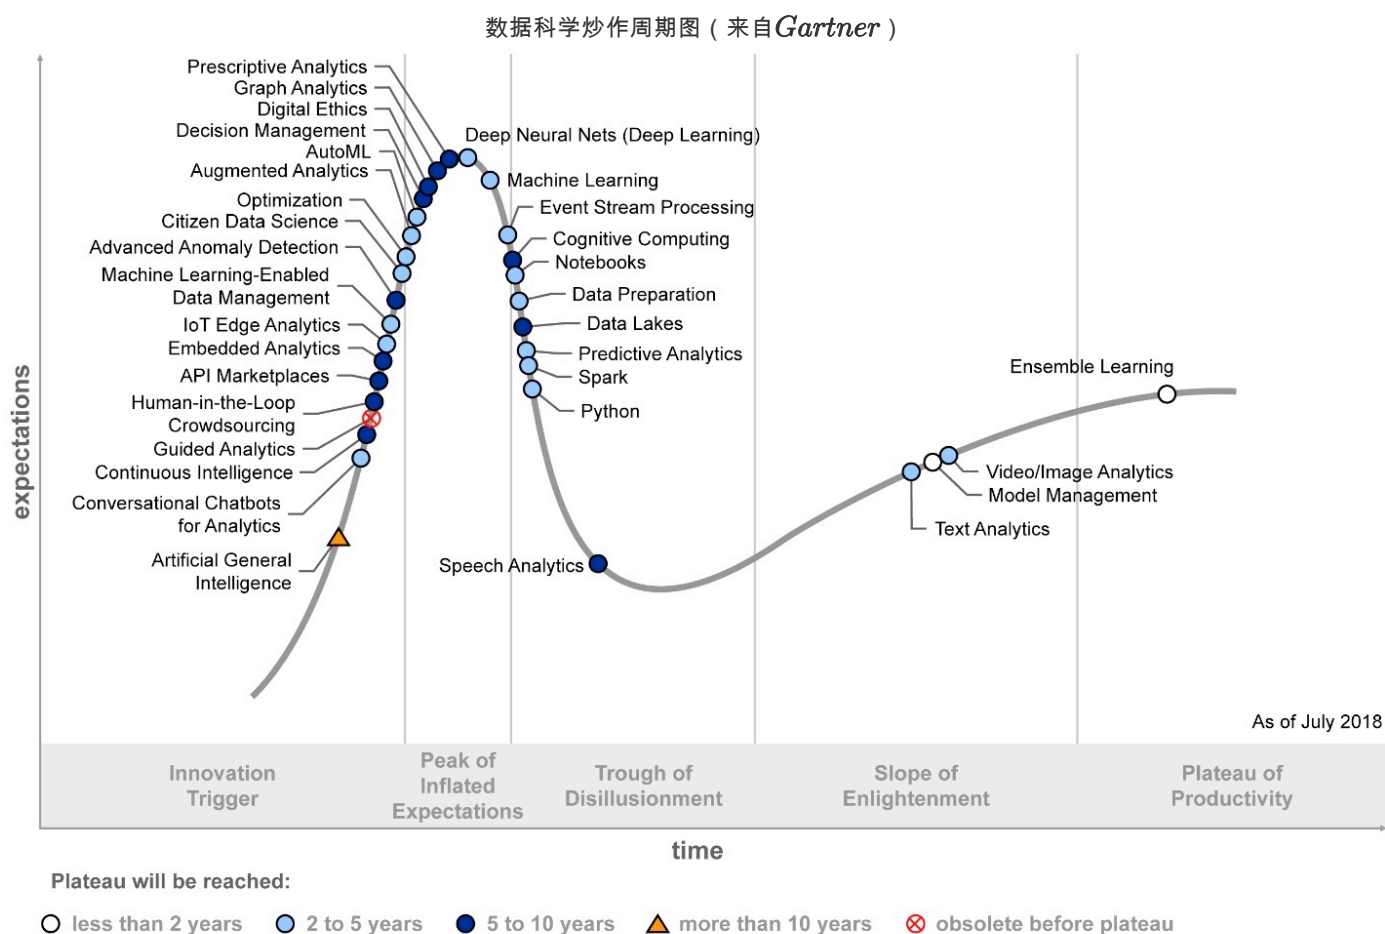 数据科学炒作周期图（来自Gartner）
Prescriptive Analytics
Graph Analytics
Digital Ethics
Decision Management
AutoML
Augmented Analytics
Optimization
Citizen Data Science
Advanced Anomaly Detection
Machine Learning-Enabled
Data Management
IoT Edge Analytics
Embedded Analytics
API Marketplaces
Human-in-the-Loop
Crowdsourcing
Guided Analytics
Continuous Intelligence
Conversational Chatbots
for Analytics
Artificial General
Intelligence
Deep Neural Nets (Deep Learning)
Machine Learning
Event Stream Processing
Cognitive Computing
Notebooks
Data Preparation
Data Lakes
Predictive Analytics
Spark
Python
Speech Analytics
Ensemble Learning
Video/Image Analytics
Model Management
Text Analytics
expectations
As of July 2018
Innovation
Trigger
Peak of
Inflated
Expectations
Trough of
Disillusionment
Slope of
Enlightenment
Plateau of
Productivity
time
Plateau will be reached:
less than 2 years
2 to 5 years
5 to 10 years
more than 10 years
obsolete before plateau